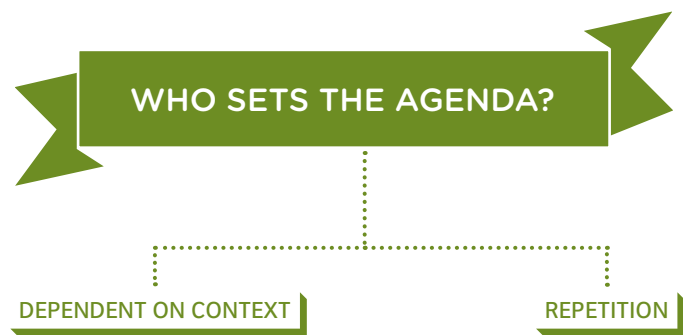 WHO SETS THE AGENDA?
DEPENDENT ON CONTEXT
REPETITION